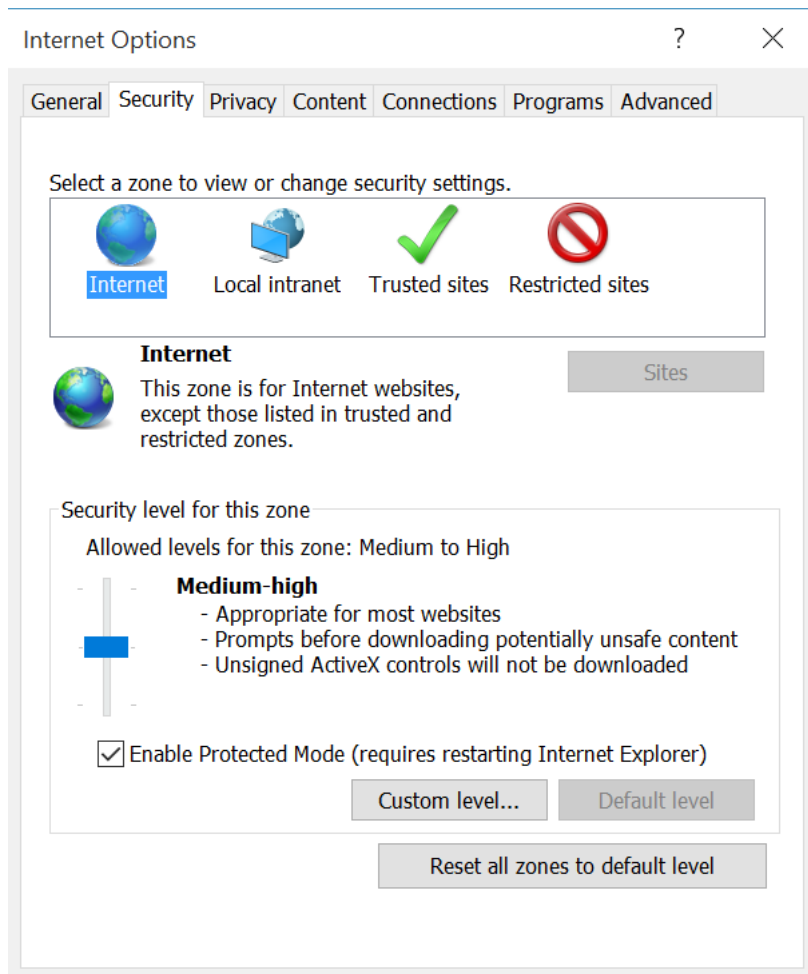 Internet Options ?
General Security Privacy Content Connections Programs Advanced
Select a zone to view or change security settings.
Internet Local intranet Trusted sites Restricted sites
Internet
Sites
This zone is for Internet websites,
except those listed in trusted and
restricted zones.
Security level for this zone
Allowed levels for this zone: Medium to High
Medium-high
- Appropriate for most websites
- Prompts before downloading potentially unsafe content
- Unsigned ActiveX controls will not be downloaded
Enable Protected Mode (requires restarting Internet Explorer)
Custom level... Default level
Reset all zones to default level